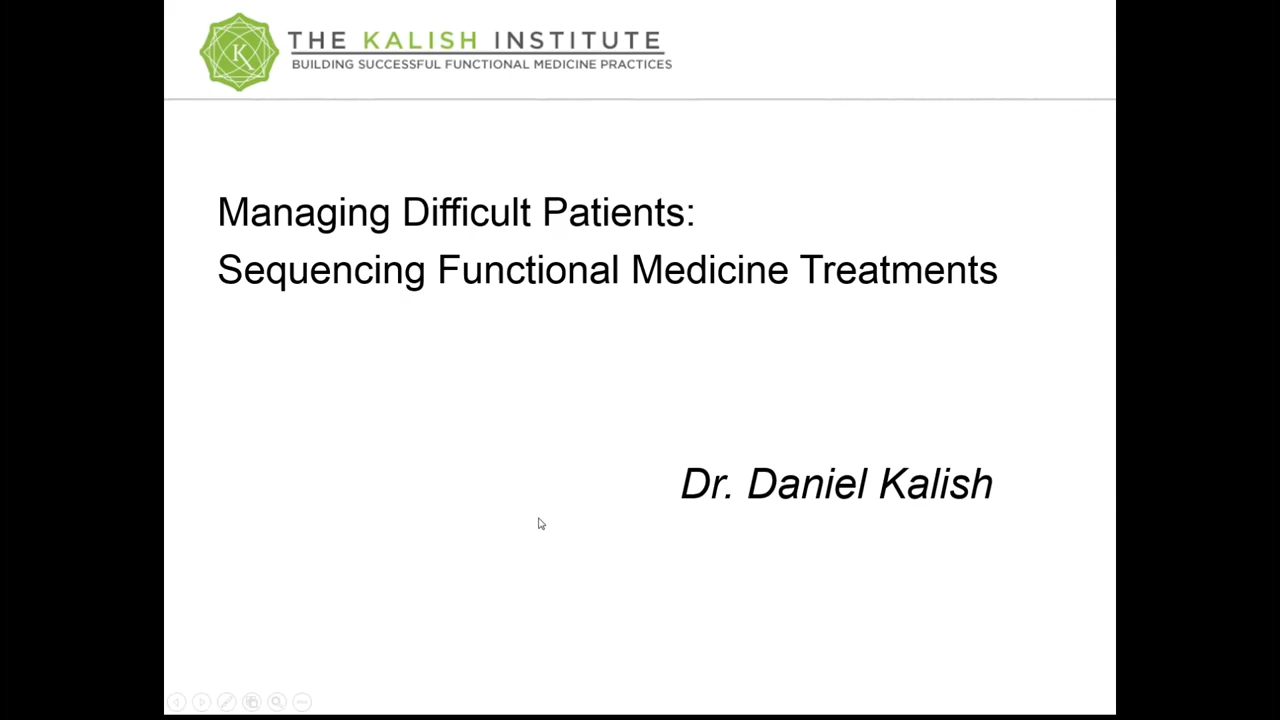 K
THE KALISH INSTITUTE
BUILDING SUCCESSFUL FUNCTIONAL MEDICINE PRACTICES
Managing Difficult Patients:
Sequencing Functional Medicine Treatments
Dr. Daniel Kalish